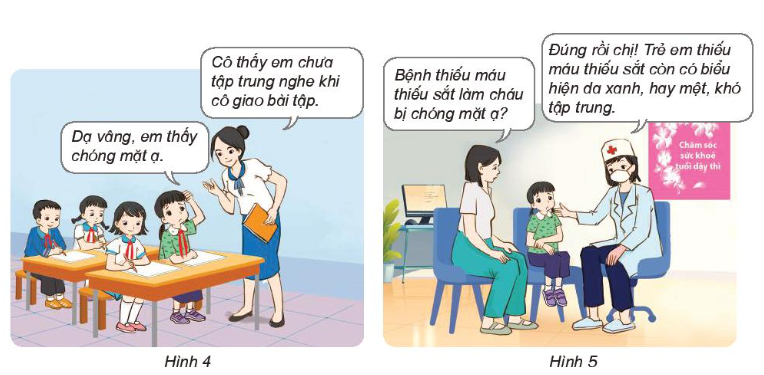 Cô thấy em chưa
tập trung nghe khi
cô giao bài tập.
Dạ vâng, em thấy
chóng mặt ạ.
Hình 4
Bệnh thiếu máu
thiếu sắt làm cháu
bị chóng mặt ạ?
Đúng rồi chị! Trẻ em thiếu
máu thiếu sắt còn có biểu
hiện da xanh, hay mệt, khó
tập trung.
Chăm sóc
sức khoẻ
tuổi dậy thì
Hình 5